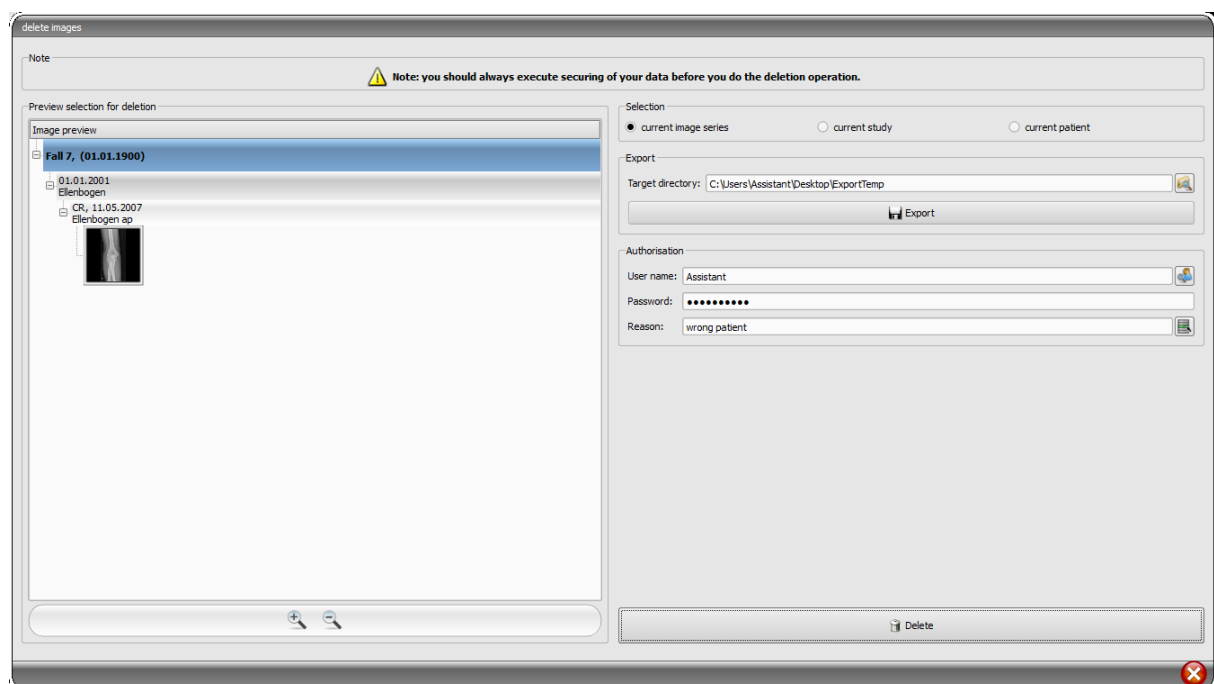 delete images
Note
Note: you should always execute securing of your data before you do the deletion operation.
Preview selection for deletion
Image preview
Fall 7, (01.01.1900)
01.01.2001
Ellenbogen
CR, 11.05.2007
Ellenbogen ap
Selection
current image series
current study
current patient
Export
Target directory: C:\Users\Assistant\Desktop\ExportTemp
Export
Authorisation
User name: Assistant
Password: ●●●●●●●●●●
Reason: wrong patient
Delete